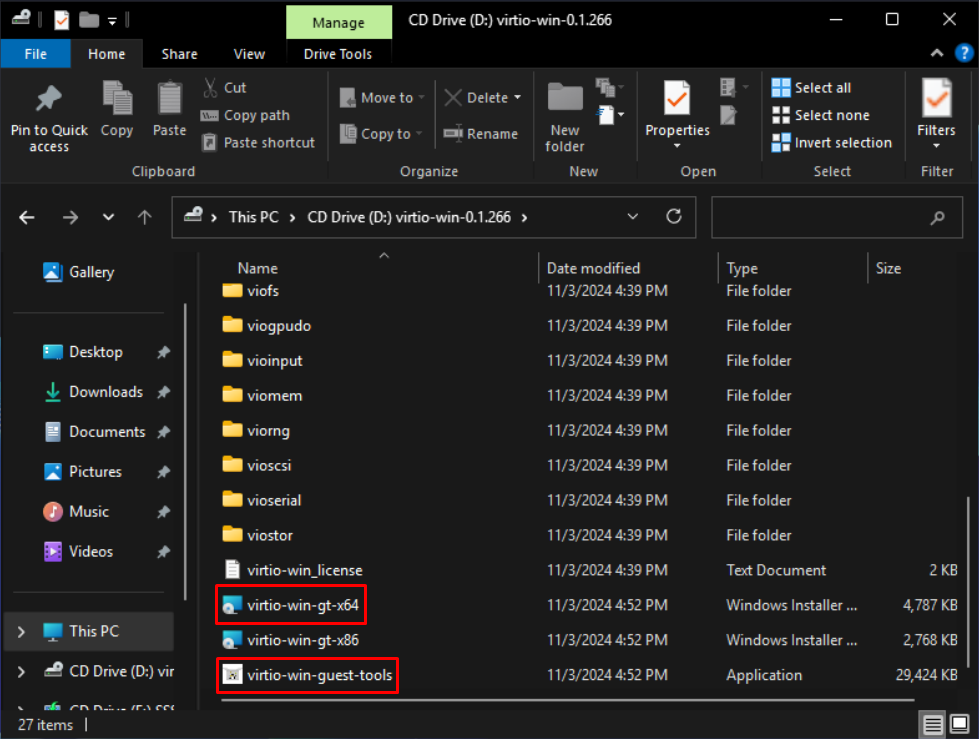 Manage
CD Drive (D:) virtio-win-0.1.266
File
Home
Share
View
Drive Tools
Pin to Quick access
Copy
Paste
Cut
Copy path
Paste shortcut
Clipboard
Move to
Copy to
Delete
Rename
Organize
New folder
New
Properties
Open
Select all
Select none
Invert selection
Select
Filters
Filter
This PC
CD Drive (D:) virtio-win-0.1.266
Gallery
Desktop
Downloads
Documents
Pictures
Music
Videos
This PC
CD Drive (D:) vir
CD Drive (E:) SSS
Name Date modified Type Size
viofs 11/3/2024 4:39 PM File folder
viogpudo 11/3/2024 4:39 PM File folder
vioinput 11/3/2024 4:39 PM File folder
viomem 11/3/2024 4:39 PM File folder
viorng 11/3/2024 4:39 PM File folder
vioscsi 11/3/2024 4:39 PM File folder
vioserial 11/3/2024 4:39 PM File folder
viostor 11/3/2024 4:39 PM File folder
virtio-win_license 11/3/2024 4:39 PM Text Document 2 KB
virtio-win-gt-x64 11/3/2024 4:52 PM Windows Installer ... 4,787 KB
virtio-win-gt-x86 11/3/2024 4:52 PM Windows Installer ... 2,768 KB
virtio-win-guest-tools 11/3/2024 4:52 PM Application 29,424 KB
27 items